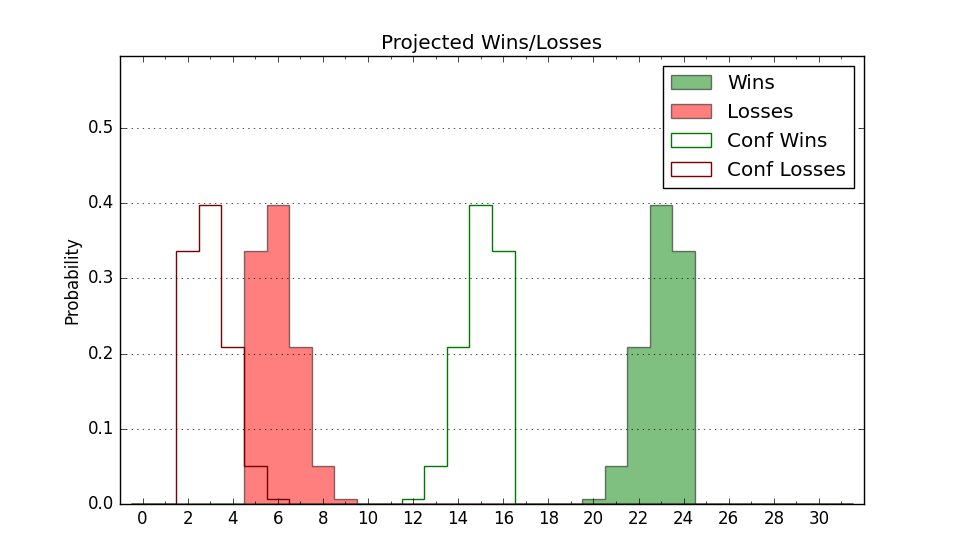 Projected Wins/Losses
Wins
Losses
Conf Wins
Conf Losses
Probability
0.5
0.4
0.3
0.2
0.1
0.0
0 2 4 6 8 10 12 14 16 18 20 22 24 26 28 30